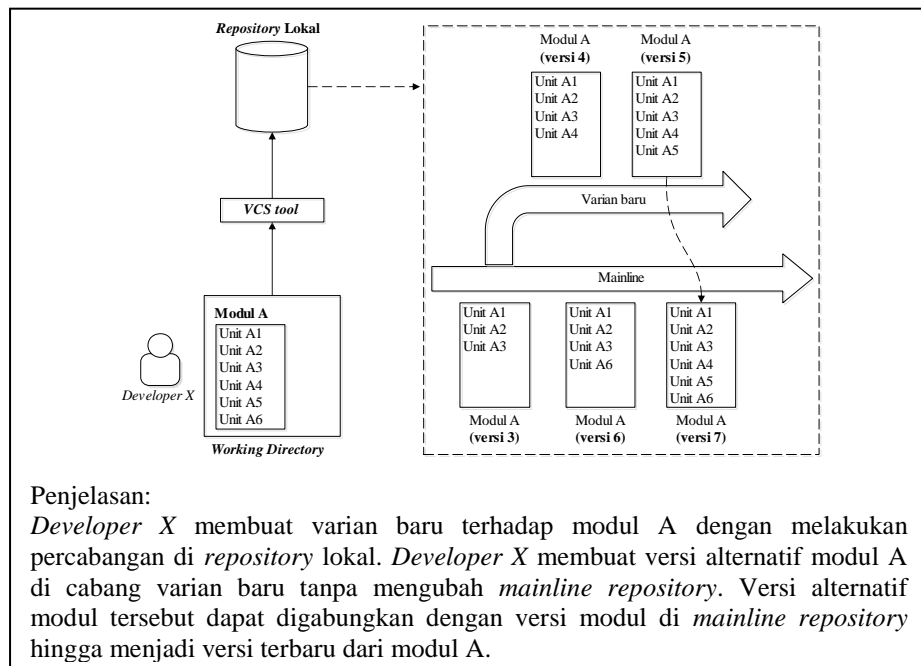 Repository Lokal
Modul A
(versi 4)
Unit A1
Unit A2
Unit A3
Unit A4
Modul A
(versi 5)
Unit A1
Unit A2
Unit A3
Unit A4
Unit A5
VCS tool
Varian baru
Mainline
Modul A
Unit A1
Unit A2
Unit A3
Unit A4
Unit A5
Unit A6
Developer X
Working Directory
Unit A1
Unit A2
Unit A3
Modul A
(versi 3)
Unit A1
Unit A2
Unit A3
Unit A6
Modul A
(versi 6)
Unit A1
Unit A2
Unit A3
Unit A4
Unit A5
Unit A6
Modul A
(versi 7)
Penjelasan:
Developer X membuat varian baru terhadap modul A dengan melakukan
percabangan di repository lokal. Developer X membuat versi alternatif modul A
di cabang varian baru tanpa mengubah mainline repository. Versi alternatif
modul tersebut dapat digabungkan dengan versi modul di mainline repository
hingga menjadi versi terbaru dari modul A.